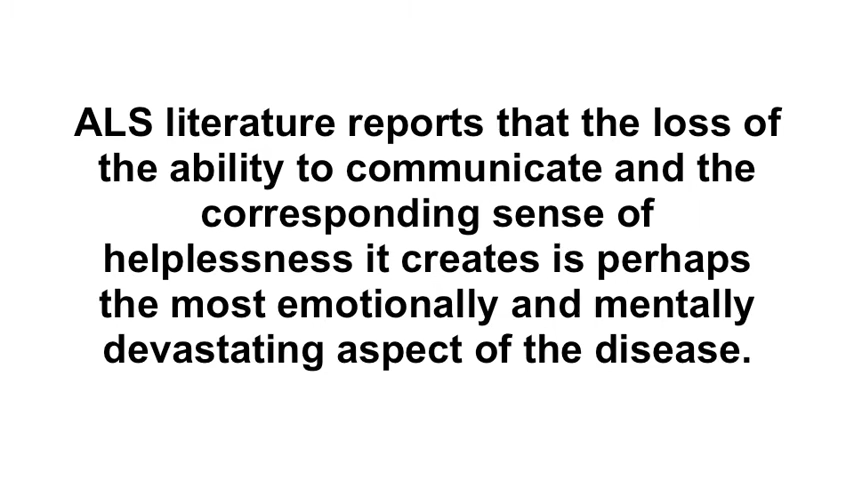 ALS literature reports that the loss of
the ability to communicate and the
corresponding sense of
helplessness it creates is perhaps
the most emotionally and mentally
devastating aspect of the disease.